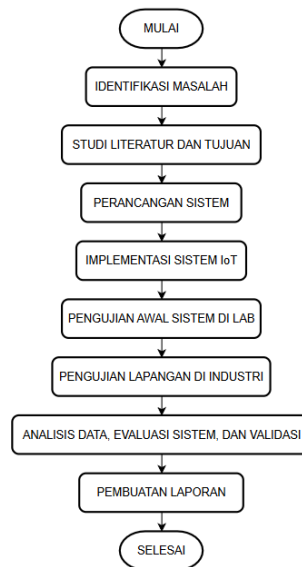 MULAI
IDENTIFIKASI MASALAH
STUDI LITERATUR DAN TUJUAN
PERANCANGAN SISTEM
IMPLEMENTASI SISTEM IoT
PENGUJIAN AWAL SISTEM DI LAB
PENGUJIAN LAPANGAN DI INDUSTRI
ANALISIS DATA, EVALUASI SISTEM, DAN VALIDASI
PEMBUATAN LAPORAN
SELESAI